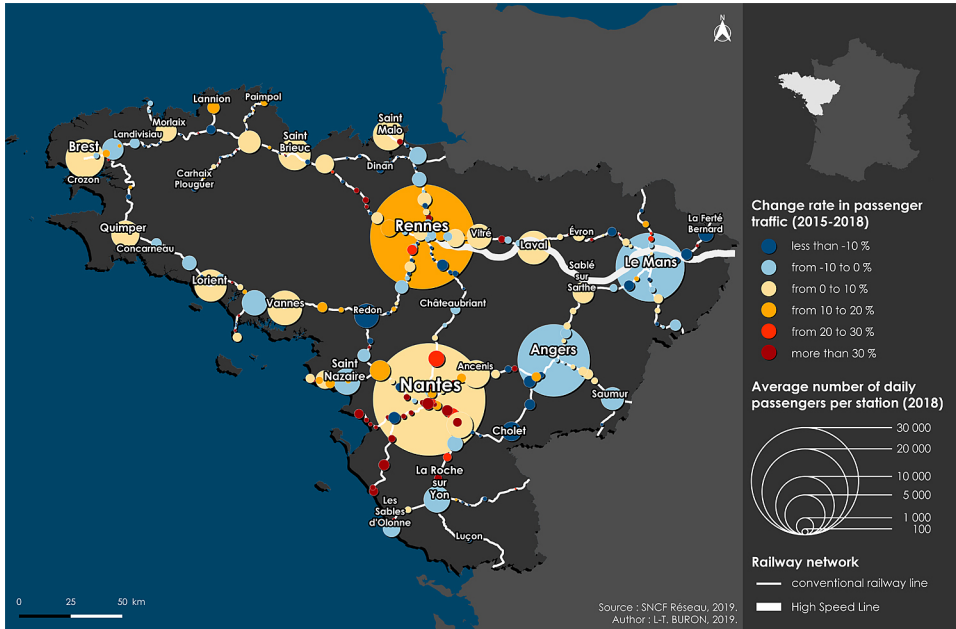 N
Lannion
Paimpol
Morlaix
Landivisiau
Brest
Crozon
Saint
Brieuc
Saint
Malo
Dinan
Carhaix
Plouguer
Quimper
Concarneau
Rennes
Vitré
Laval
Évron
La Ferté
Bernard
Le Mans
Sablé
sur
Sarthe
Lorient
Vannes
Redon
Châteaubriant
Saint
Nazaire
Nantes
Ancenis
Angers
Saumur
Cholet
La Roche
sur
Yon
Les
Sables
d'Olonne
Luçon
0 25 50 km
Source : SNCF Réseau, 2019.
Author : L-T. BURON, 2019.
Change rate in passenger
traffic (2015-2018)
less than -10 %
from -10 to 0 %
from 0 to 10 %
from 10 to 20 %
from 20 to 30 %
more than 30 %
Average number of daily
passengers per station (2018)
30 000
20 000
10 000
5 000
1 000
100
Railway network
conventional railway line
High Speed Line